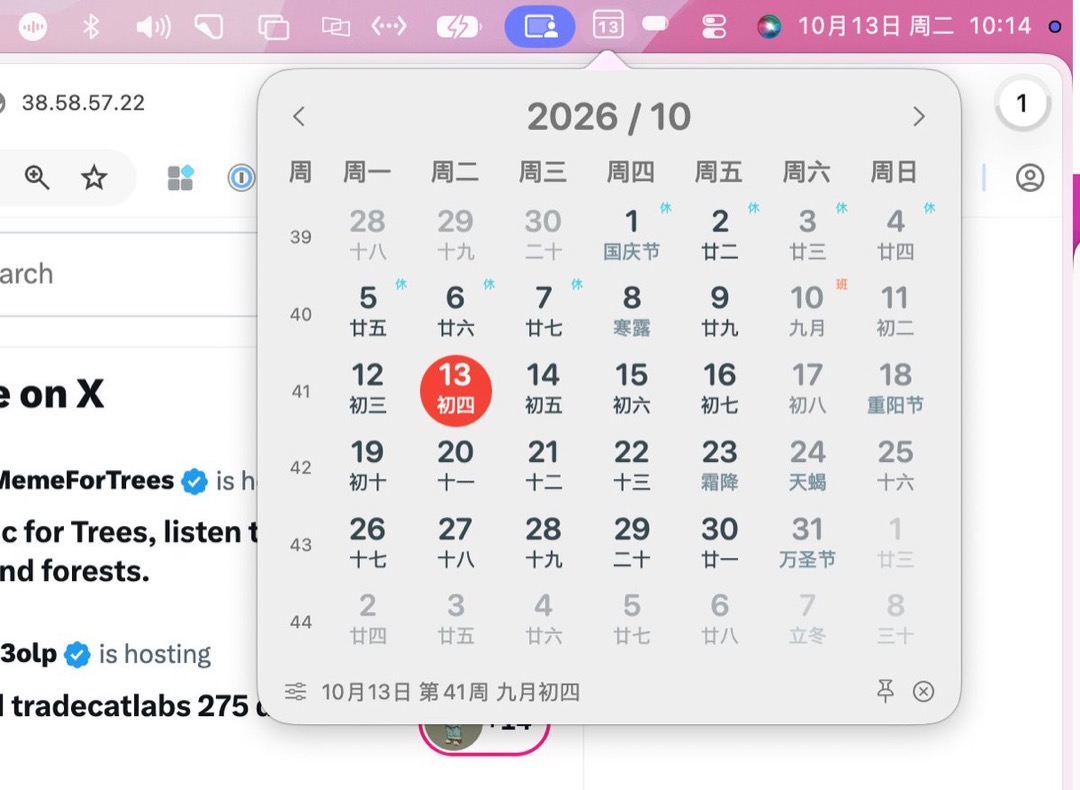 13
10月13日 周二 10:14
38.58.57.22
1
2026 / 10
周 周一 周二 周三 周四 周五 周六 周日
39 28 29 30 1 休 2 休 3 休 4 休
十八 十九 二十 国庆节 廿二 廿三 廿四
40 5 休 6 休 7 休 8 9 10 班 11
廿五 廿六 廿七 寒露 廿九 九月 初二
41 12 13 14 15 16 17 18
初三 初四 初五 初六 初七 初八 重阳节
42 19 20 21 22 23 24 25
初十 十一 十二 十三 霜降 天蝎 十六
43 26 27 28 29 30 31 1
十七 十八 十九 二十 廿一 万圣节 廿三
44 2 3 4 5 6 7 8
廿四 廿五 廿六 廿七 廿八 立冬 三十
10月13日 第41周 九月初四
arch
e on X
MemeForTrees is h
c for Trees, listen t
nd forests.
3olp is hosting
tradecatlabs 275
+14